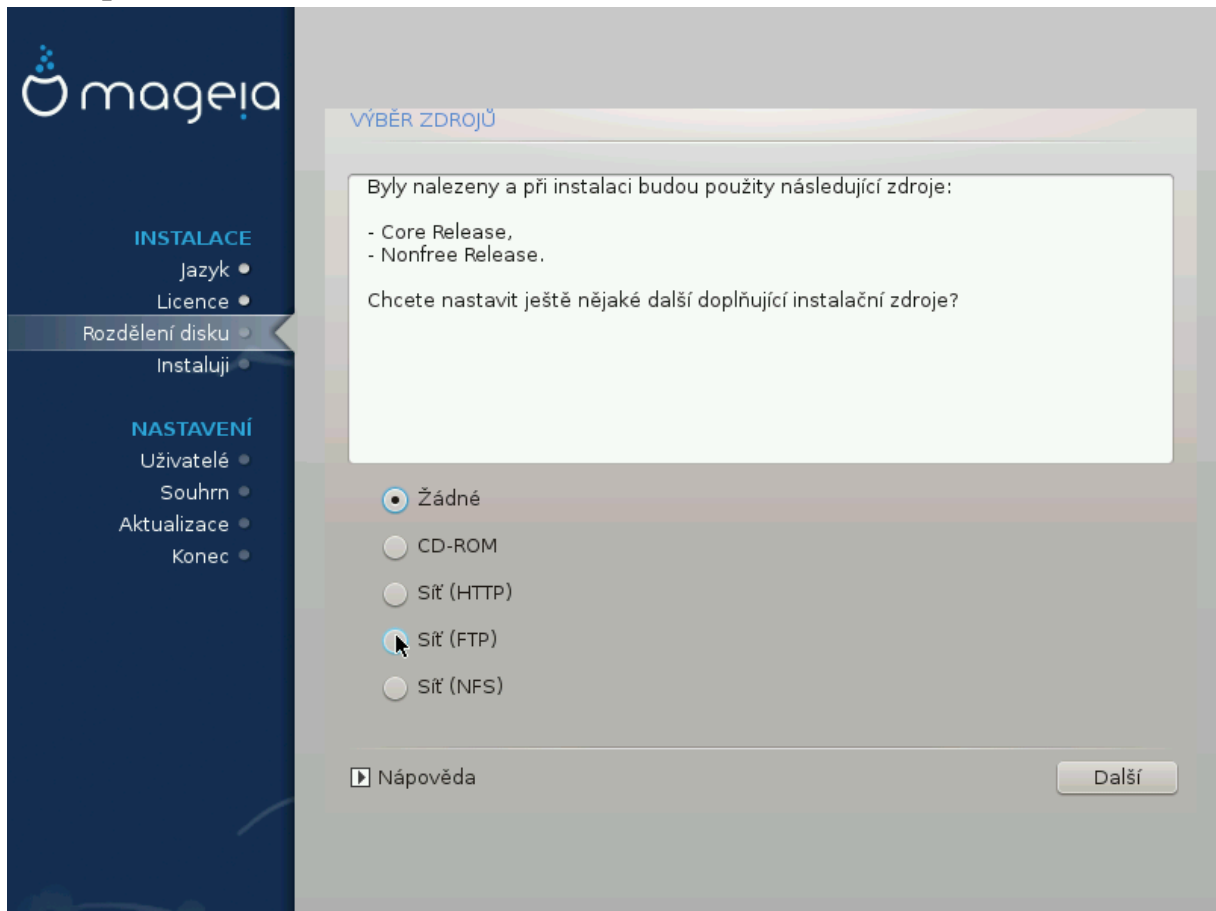 mageia
INSTALACE
Jazyk
Licence
Rozdělení disku
Instaluji
NASTAVENÍ
Uživatelé
Souhrn
Aktualizace
Konec
VÝBĚR ZDROJŮ
Byly nalezeny a při instalaci budou použity následující zdroje:
- Core Release,
- Nonfree Release.
Chcete nastavit ještě nějaké další doplňující instalační zdroje?
Žádné
CD-ROM
Síť (HTTP)
Síť (FTP)
Síť (NFS)
Nápověda
Další